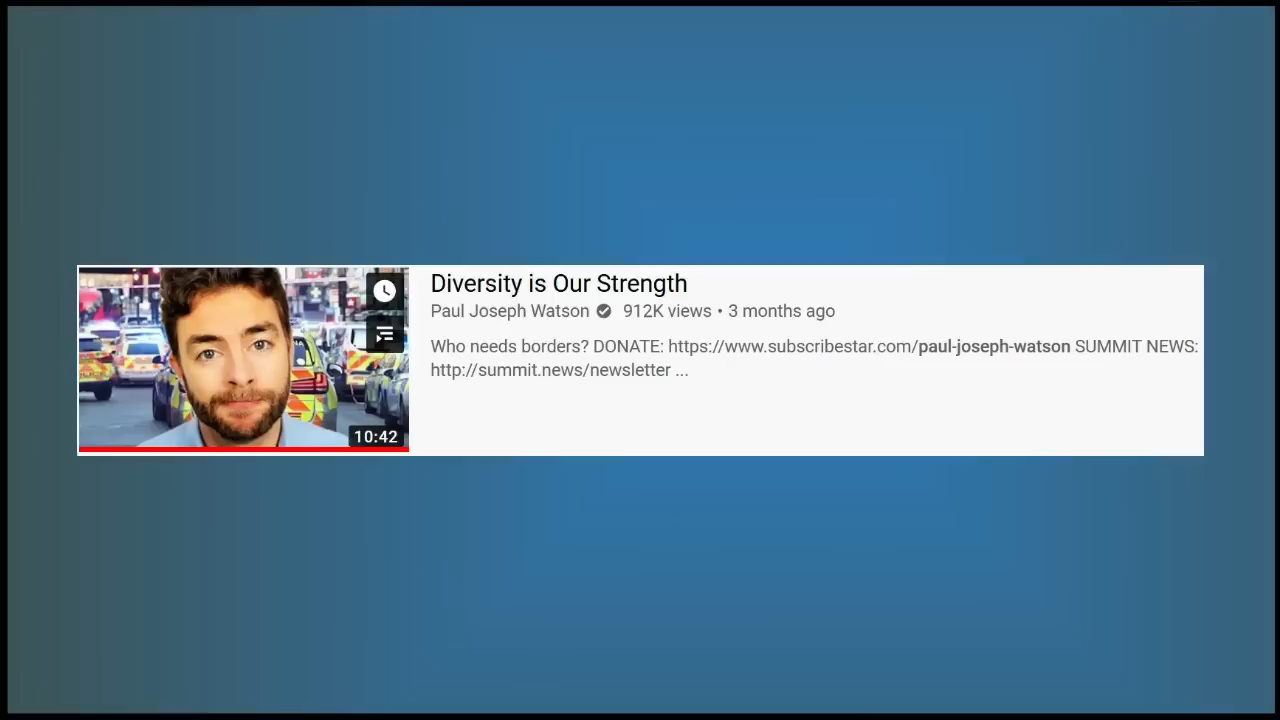 Diversity is Our Strength
Paul Joseph Watson 912K views • 3 months ago
Who needs borders? DONATE: https://www.subscribestar.com/paul-joseph-watson SUMMIT NEWS:
http://summit.news/newsletter ...
10:42